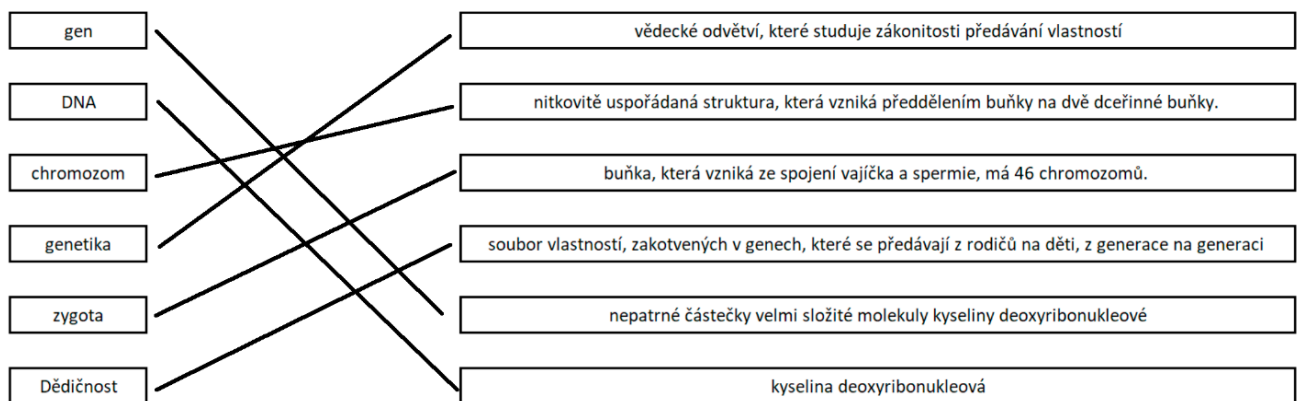 gen
vědecké odvětví, které studuje zákonitosti předávání vlastností
DNA
nitkovitě uspořádaná struktura, která vzniká předdělením buňky na dvě dceřinné buňky.
chromozom
buňka, která vzniká ze spojení vajíčka a spermie, má 46 chromozomů.
genetika
soubor vlastností, zakotvených v genech, které se předávají z rodičů na děti, z generace na generaci
zygota
nepatrné částečky velmi složité molekuly kyseliny deoxyribonukleové
Dědičnost
kyselina deoxyribonukleová